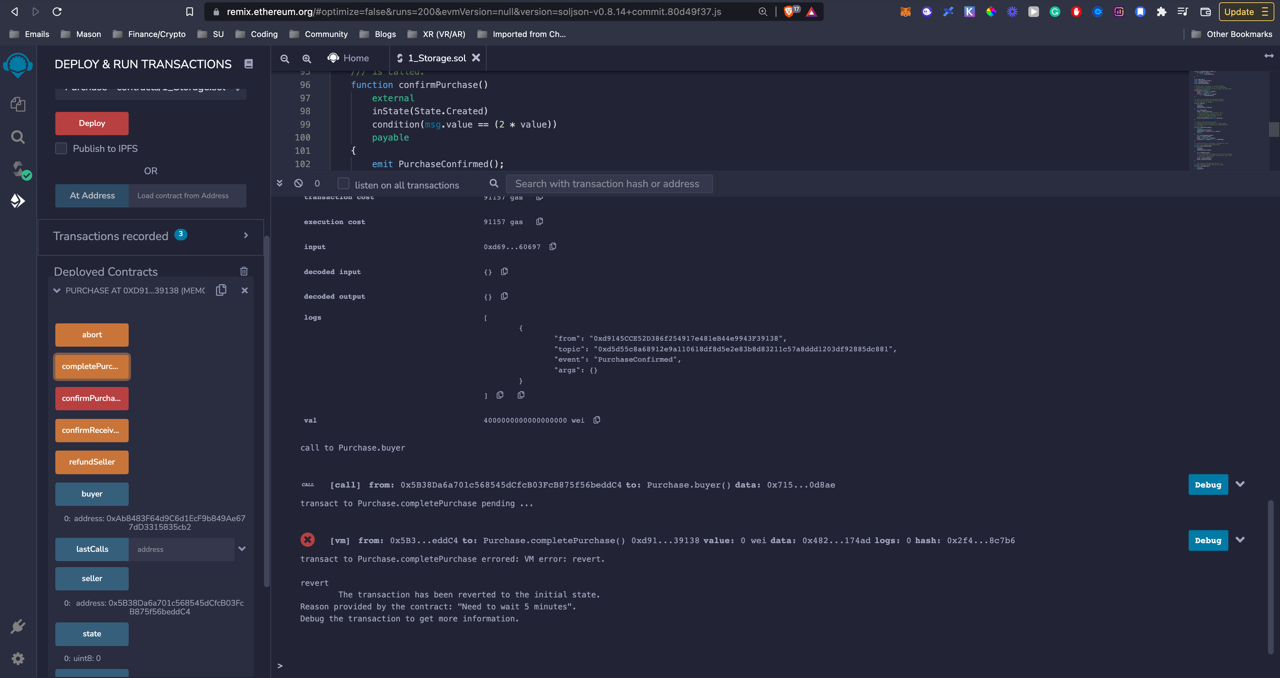 remix.ethereum.org/#optimize=false&runs=200&evmVersion=null&version=soljson-v0.8.14+commit.80d49f37.js
17
Update
Emails Mason Finance/Crypto SU Coding Community Blogs XR (VR/AR) Imported from Ch... Other Bookmarks
DEPLOY & RUN TRANSACTIONS
Deploy
Publish to IPFS
OR
At Address Load contract from Address
Transactions recorded 3
Deployed Contracts
PURCHASE AT 0XD91...39138 (MEMO
abort
completePurc...
confirmPurcha...
confirmReceiv...
refundSeller
buyer
0: address: 0xAb8483F64d9C6d1EcF9b849Ae67
7dD3315835cb2
lastCalls address
seller
0: address: 0x5B38Da6a701c568545dCfcB03Fc
B875f56beddC4
state
0: uint8: 0
Home 1_Storage.sol
95 /// is called.
96 function confirmPurchase()
97 external
98 inState(State.Created)
99 condition(msg.value == (2 * value))
100 payable
101 {
102 emit PurchaseConfirmed();
0 listen on all transactions Search with transaction hash or address
transaction cost 91157 gas
execution cost 91157 gas
input 0xd69...60697
decoded input {}
decoded output {}
logs [
{
"from": "0xd9145CCE52D386f254917e481eB44e9943F39138",
"topic": "0xd5d55c8a68912e9a110618df8d5e2e83b8d83211c57a8ddd1203df92885dc881",
"event": "PurchaseConfirmed",
"args": {}
}
]
val 4000000000000000000 wei
call to Purchase.buyer
CALL [call] from: 0x5B38Da6a701c568545dCfcB03FcB875f56beddC4 to: Purchase.buyer() data: 0x715...0d8ae Debug
transact to Purchase.completePurchase pending ...
[vm] from: 0x5B3...eddC4 to: Purchase.completePurchase() 0xd91...39138 value: 0 wei data: 0x482...174ad logs: 0 hash: 0x2f4...8c7b6 Debug
transact to Purchase.completePurchase errored: VM error: revert.
revert
The transaction has been reverted to the initial state.
Reason provided by the contract: "Need to wait 5 minutes".
Debug the transaction to get more information.
>